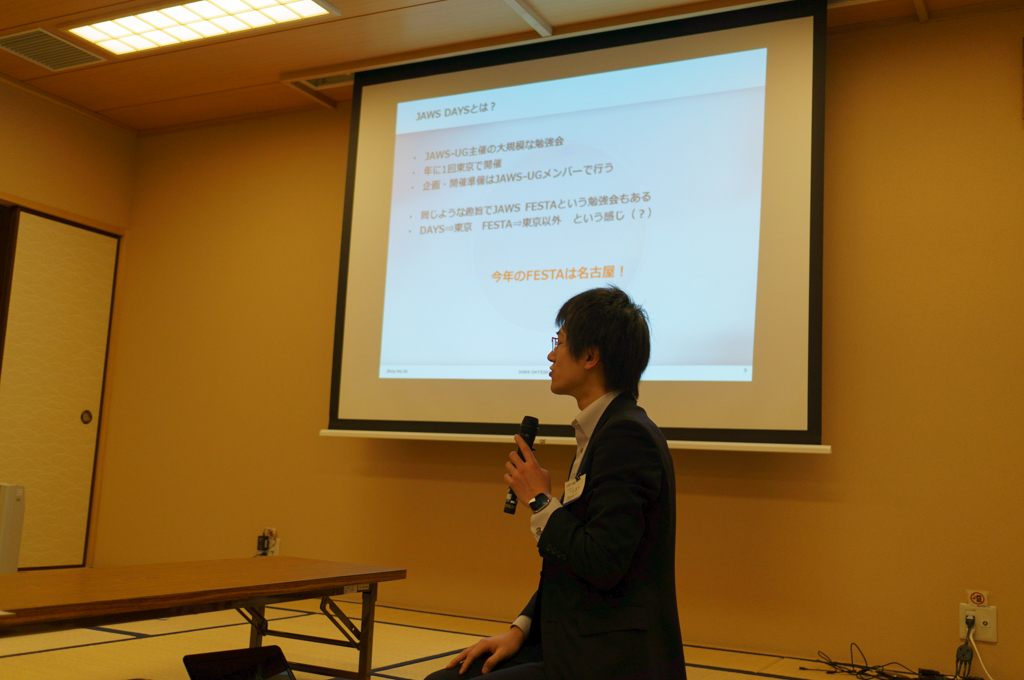 JAWS DAYSとは？
・ JAWS-UG主催の大規模な勉強会
・ 年に1回東京で開催
・ 企画・開催準備はJAWS-UGメンバーで行う
・ 同じような趣旨でJAWS FESTAという勉強会もある
・ DAYS⇒東京　FESTA⇒東京以外　という感じ（？）
今年のFESTAは名古屋！